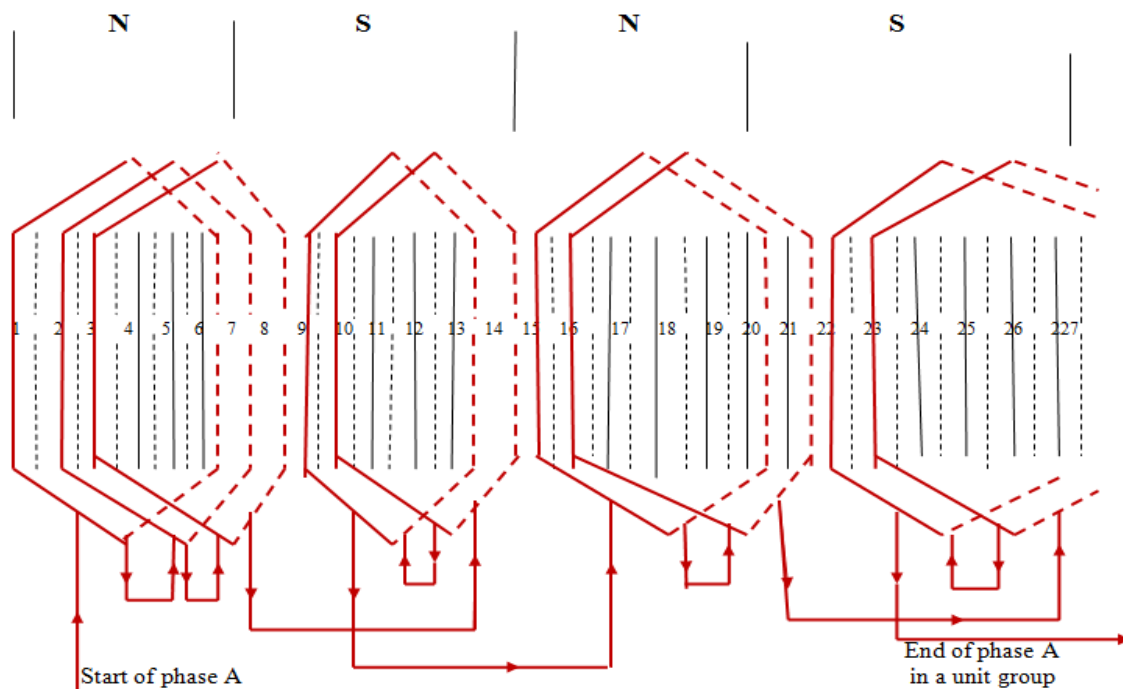 N S N S
1 2 3 4 5 6 7 8 9 10 11 12 13 14 15 16 17 18 19 20 21 22 23 24 25 26 227
Start of phase A
End of phase A
in a unit group